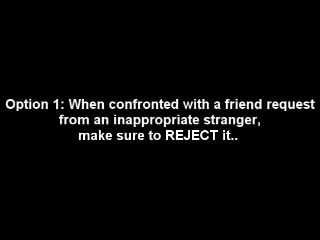 Option 1: When confronted with a friend request
from an inappropriate stranger,
make sure to REJECT it..